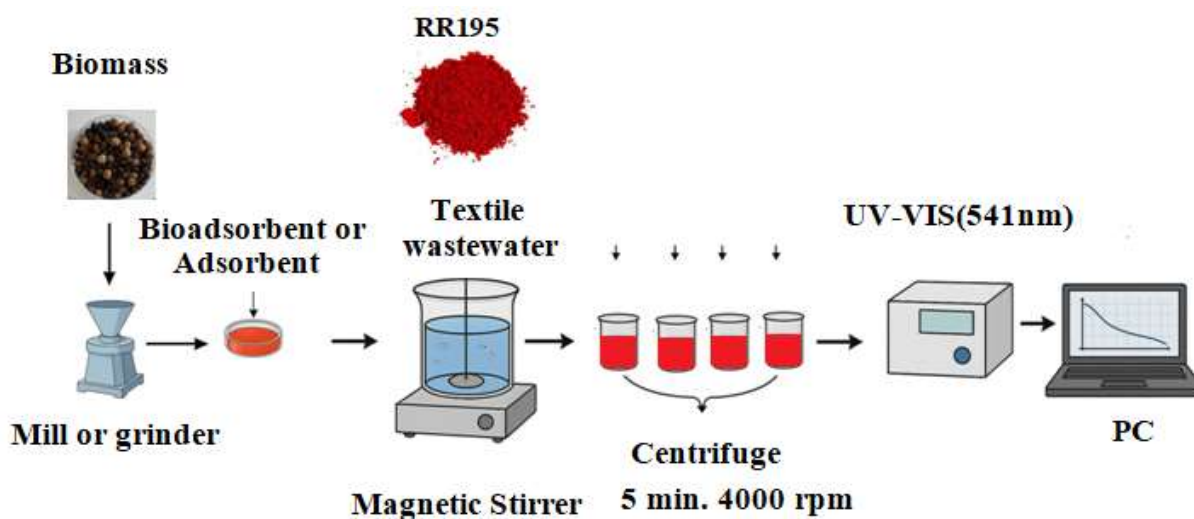 RR195
Biomass
Textile
wastewater
UV-VIS(541nm)
Bioadsorbent or
Adsorbent
Mill or grinder
PC
Centrifuge
Magnetic Stirrer
5 min. 4000 rpm